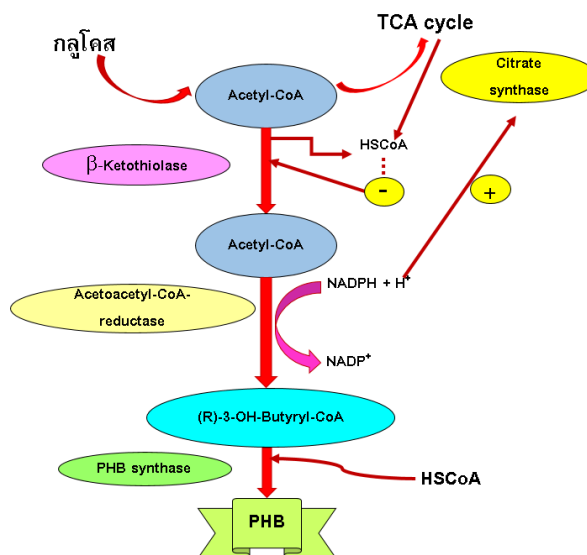 กลูโคส
TCA cycle
Citrate
synthase
Acetyl-CoA
HSCoA
β-Ketothiolase
-
+
Acetyl-CoA
NADPH + H⁺
Acetoacetyl-CoA-
reductase
NADP⁺
(R)-3-OH-Butyryl-CoA
PHB synthase
HSCoA
PHB